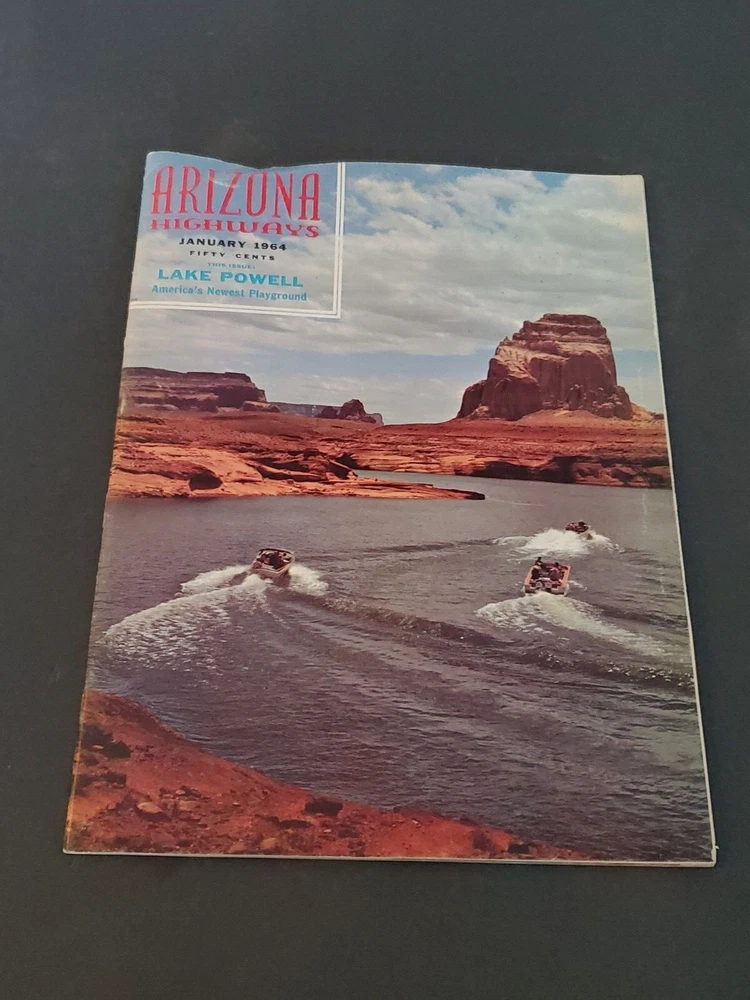 ARIZONA
HIGHWAYS
JANUARY 1964
FIFTY CENTS
THIS ISSUE:
LAKE POWELL
America's Newest Playground